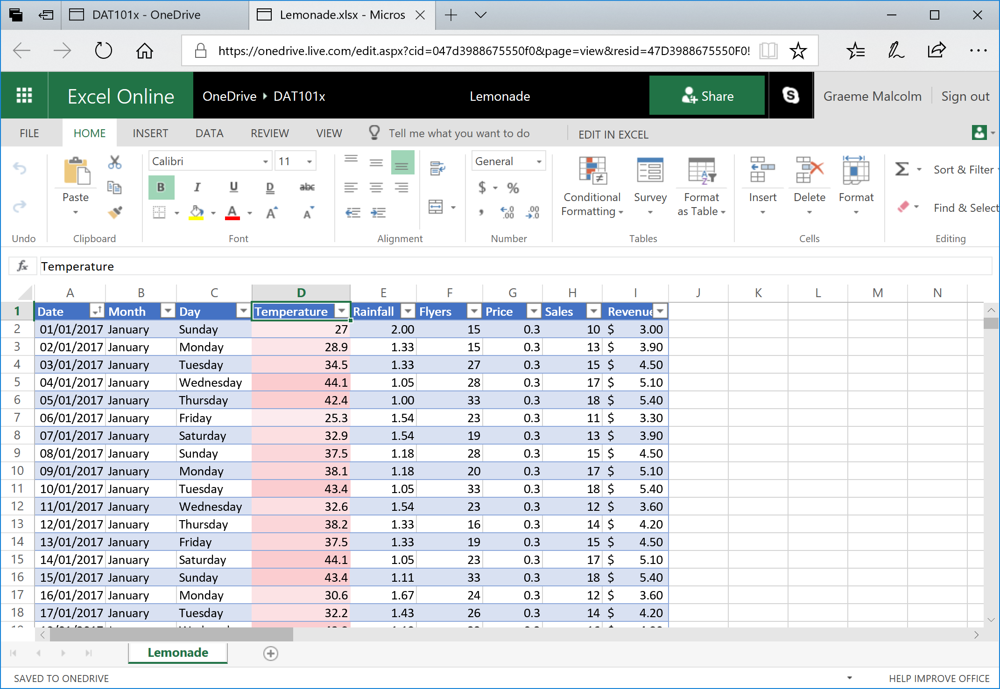 DAT101x - OneDrive
Lemonade.xlsx - Micros
https://onedrive.live.com/edit.aspx?cid=047d3988675550f0&page=view&resid=47D3988675550F0!
Excel Online
OneDrive DAT101x
Lemonade
Share
Graeme Malcolm
Sign out
FILE HOME INSERT DATA REVIEW VIEW Tell me what you want to do EDIT IN EXCEL
Calibri 11 General
Sort & Filter
B I U D abc $ %
Paste Conditional Formatting Survey Format as Table Insert Delete Format
Find & Select
Undo Clipboard Font Alignment Number Tables Cells Editing
fx Temperature
A B C D E F G H I J K L M N
1 Date Month Day Temperature Rainfall Flyers Price Sales Revenue
2 01/01/2017 January Sunday 27 2.00 15 0.3 10 $ 3.00
3 02/01/2017 January Monday 28.9 1.33 15 0.3 13 $ 3.90
4 03/01/2017 January Tuesday 34.5 1.33 27 0.3 15 $ 4.50
5 04/01/2017 January Wednesday 44.1 1.05 28 0.3 17 $ 5.10
6 05/01/2017 January Thursday 42.4 1.00 33 0.3 18 $ 5.40
7 06/01/2017 January Friday 25.3 1.54 23 0.3 11 $ 3.30
8 07/01/2017 January Saturday 32.9 1.54 19 0.3 13 $ 3.90
9 08/01/2017 January Sunday 37.5 1.18 28 0.3 15 $ 4.50
10 09/01/2017 January Monday 38.1 1.18 20 0.3 17 $ 5.10
11 10/01/2017 January Tuesday 43.4 1.05 33 0.3 18 $ 5.40
12 11/01/2017 January Wednesday 32.6 1.54 23 0.3 12 $ 3.60
13 12/01/2017 January Thursday 38.2 1.33 16 0.3 14 $ 4.20
14 13/01/2017 January Friday 37.5 1.33 19 0.3 15 $ 4.50
15 14/01/2017 January Saturday 44.1 1.05 23 0.3 17 $ 5.10
16 15/01/2017 January Sunday 43.4 1.11 33 0.3 18 $ 5.40
17 16/01/2017 January Monday 30.6 1.67 24 0.3 12 $ 3.60
18 17/01/2017 January Tuesday 32.2 1.43 26 0.3 14 $ 4.20
Lemonade
SAVED TO ONEDRIVE
HELP IMPROVE OFFICE